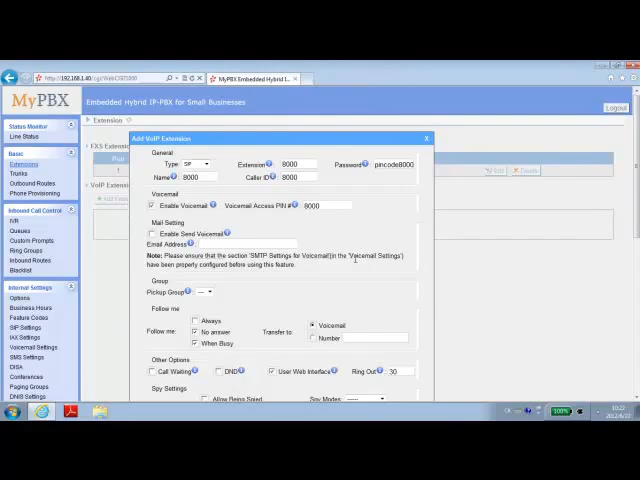 MyPBX Embedded Hybrid I...
MyPBX
Embedded Hybrid IP-PBX for Small Businesses
Logout
Status Monitor
Line Status
Basic
Extensions
Trunks
Outbound Routes
Phone Provisioning
Inbound Call Control
IVR
Queues
Custom Prompts
Ring Groups
Inbound Routes
Blacklist
Internal Settings
Options
Business Hours
Feature Codes
SIP Settings
IAX Settings
Voicemail Settings
SMS Settings
DISA
Conferences
Paging Groups
DNIS Settings
Extension
FXS Extension
Port
1
Edit
Delete
VoIP Extension
Add VoIP Extension
X
General
Type: SIP Extension: 8000 Password: pincode8000
Name: 8000 Caller ID: 8000
Voicemail
Enable Voicemail Voicemail Access PIN # 8000
Mail Setting
Enable Send Voicemail
Email Address :
Note: Please ensure that the section 'SMTP Settings for Voicemail'(in the 'Voicemail Settings')
have been properly configured before using this feature.
Group
Pickup Group : ---
Follow me
Follow me:
Always
No answer
When Busy
Transfer to:
Voicemail
Number
Other Options
Call Waiting DND User Web Interface Ring Out : 30
Spy Settings
Allow Being Spied Spy Modes: -----
100%
10:22